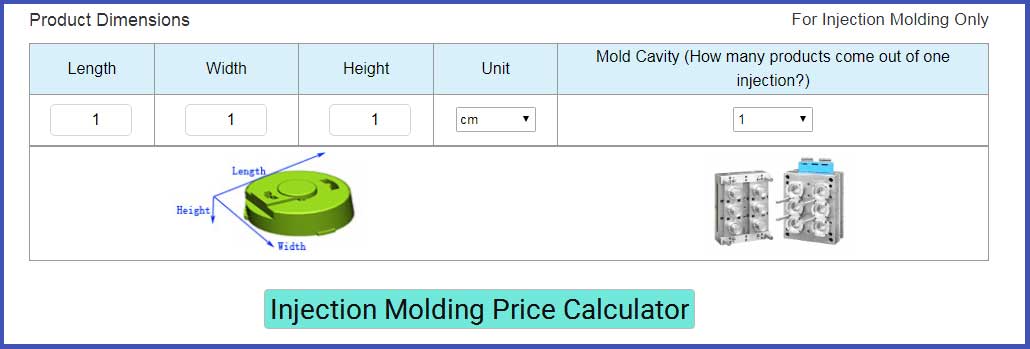 Product Dimensions
For Injection Molding Only
Length
Width
Height
Unit
Mold Cavity (How many products come out of one
injection?)
1
1
1
cm
1
Length
Height
Width
Injection Molding Price Calculator